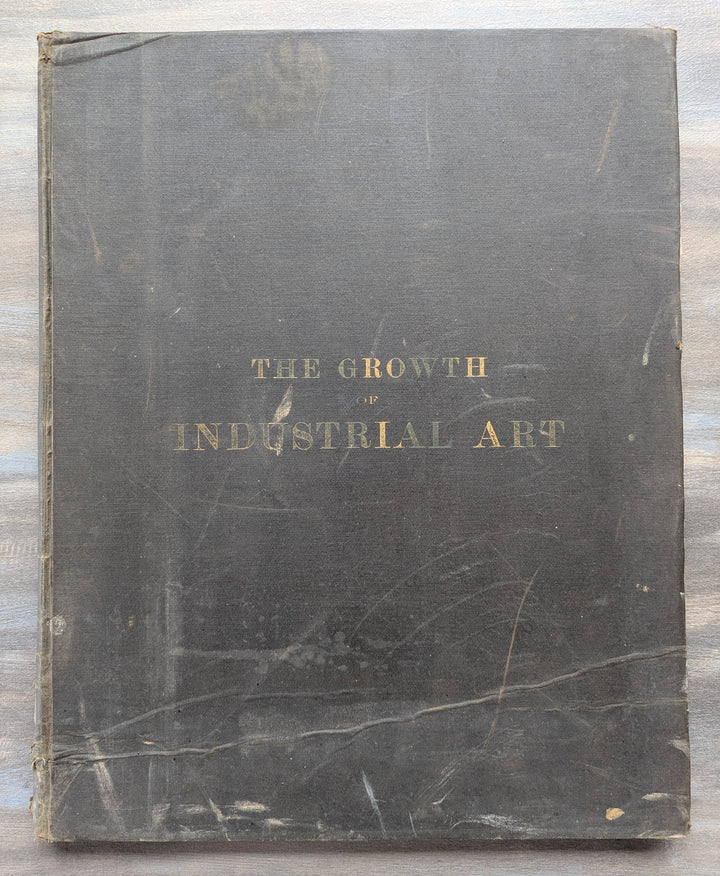 THE GROWTH
OF
INDUSTRIAL ART